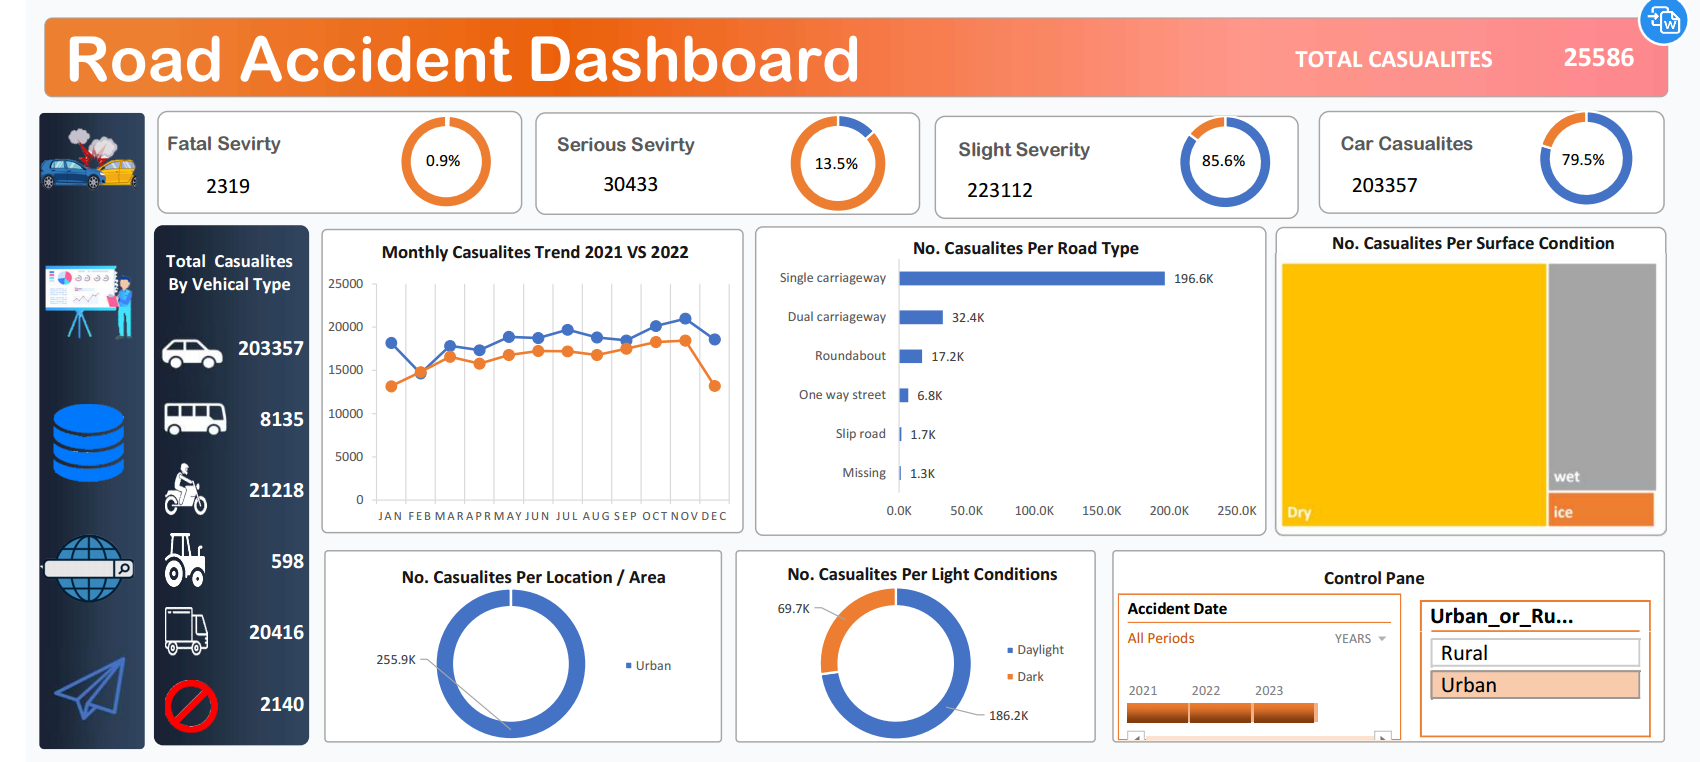 Road Accident Dashboard
TOTAL CASUALITES 25586
W
Fatal Sevirty
2319
0.9%
Serious Sevirty
30433
13.5%
Slight Severity
223112
85.6%
Car Casualites
203357
79.5%
Total Casualites
By Vehical Type
203357
8135
21218
598
20416
2140
Monthly Casualites Trend 2021 VS 2022
25000
20000
15000
10000
5000
0
JAN FEB MAR APR MAY JUN JUL AUG SEP OCT NOV DEC
No. Casualites Per Road Type
Single carriageway 196.6K
Dual carriageway 32.4K
Roundabout 17.2K
One way street 6.8K
Slip road 1.7K
Missing 1.3K
0.0K 50.0K 100.0K 150.0K 200.0K 250.0K
No. Casualites Per Surface Condition
Dry
wet
ice
No. Casualites Per Location / Area
255.9K
Urban
No. Casualites Per Light Conditions
69.7K
Daylight
Dark
186.2K
Control Pane
Accident Date
All Periods YEARS
2021 2022 2023
Urban_or_Ru...
Rural
Urban